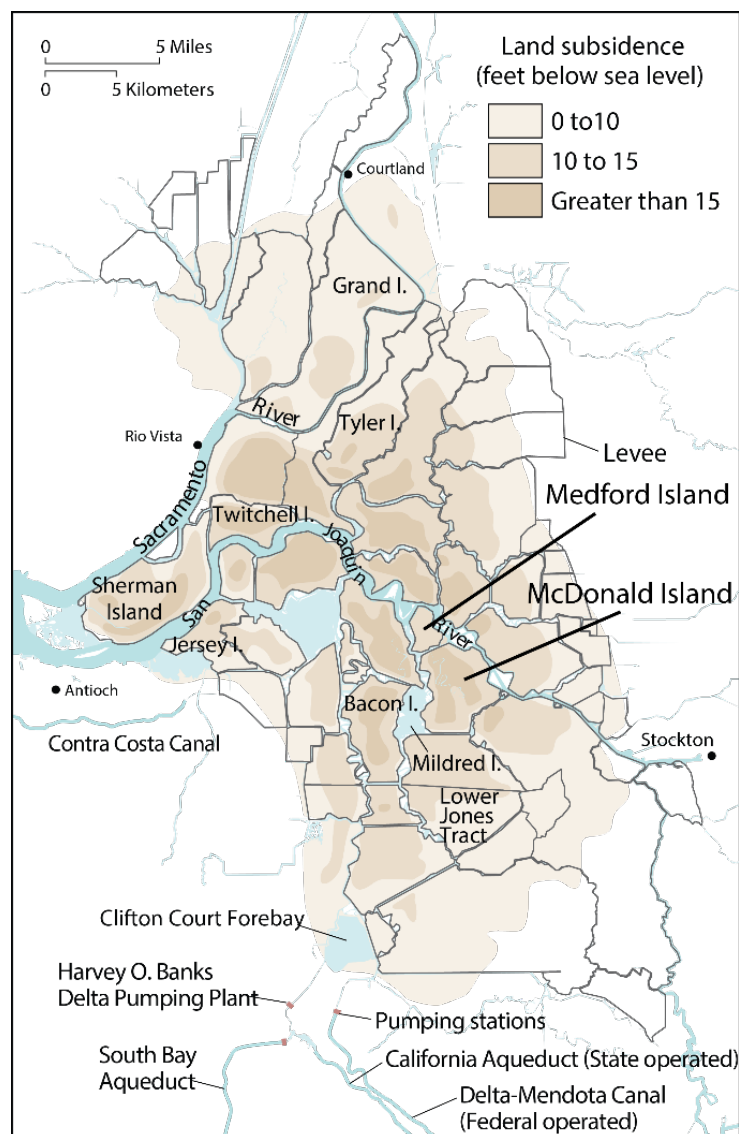 0 5 Miles
0 5 Kilometers
Land subsidence
(feet below sea level)
0 to10
10 to 15
Greater than 15
Courtland
Grand I.
River
Tyler I.
Rio Vista
Levee
Sacramento
Medford Island
Twitchell I.
Joaquin
Sherman
Island
San
McDonald Island
River
Jersey I.
Antioch
Bacon I.
Contra Costa Canal
Stockton
Mildred I.
Lower
Jones
Tract
Clifton Court Forebay
Harvey O. Banks
Delta Pumping Plant
Pumping stations
South Bay
Aqueduct
California Aqueduct (State operated)
Delta-Mendota Canal
(Federal operated)